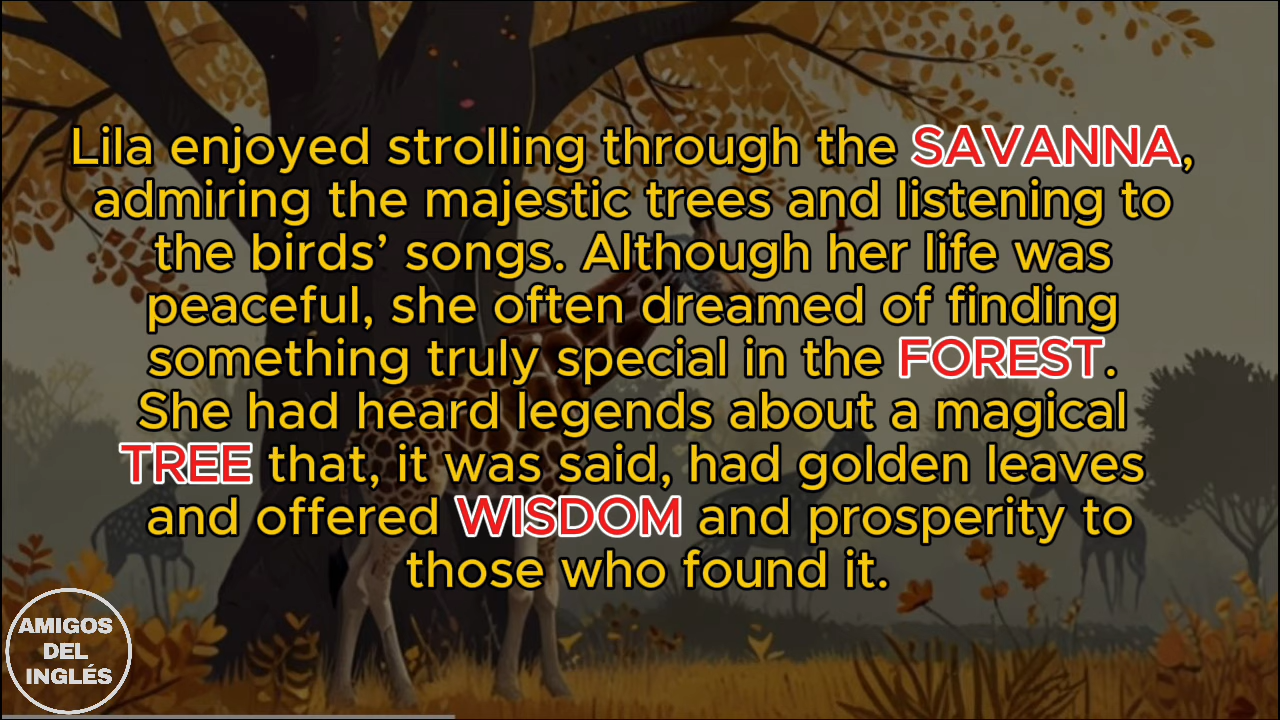 Lila enjoyed strolling through the SAVANNA,
admiring the majestic trees and listening to
the birds’ songs. Although her life was
peaceful, she often dreamed of finding
something truly special in the FOREST.
She had heard legends about a magical
TREE that, it was said, had golden leaves
and offered WISDOM and prosperity to
those who found it.
AMIGOS
DEL
INGLÉS